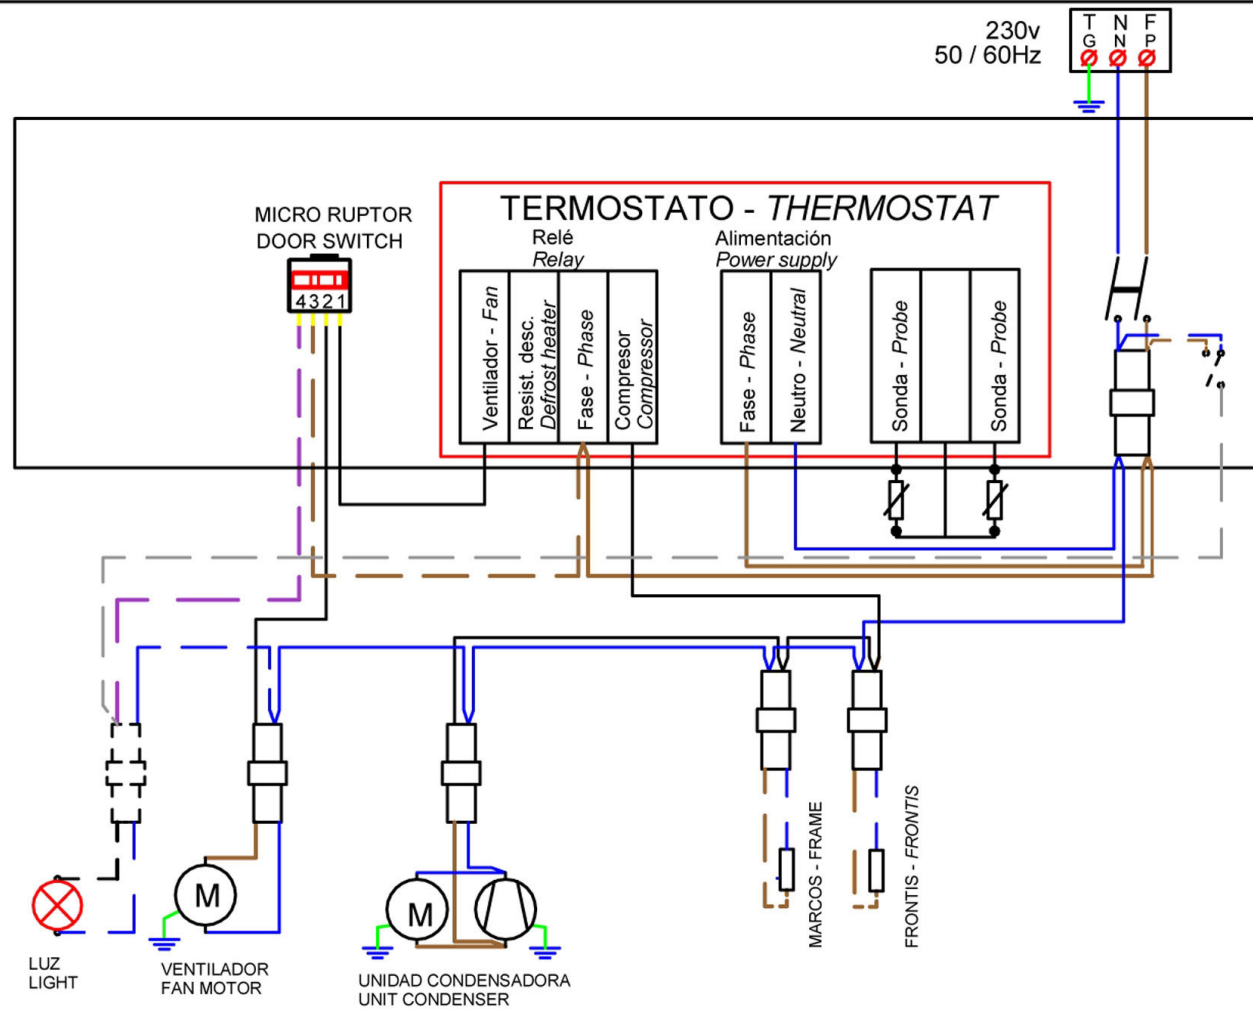 230v
50 / 60Hz
T N N F
G N P
MICRO RUPTOR
DOOR SWITCH
4321
TERMOSTATO - THERMOSTAT
Relé
Relay
Alimentación
Power supply
Ventilador - Fan
Resist. desc.
Defrost heater
Fase - Phase
Compresor
Compressor
Fase - Phase
Neutro - Neutral
Sonda - Probe
Sonda - Probe
MARCOS - FRAME
FRONTIS - FRONTIS
M
M
LUZ
LIGHT
VENTILADOR
FAN MOTOR
UNIDAD CONDENSADORA
UNIT CONDENSER